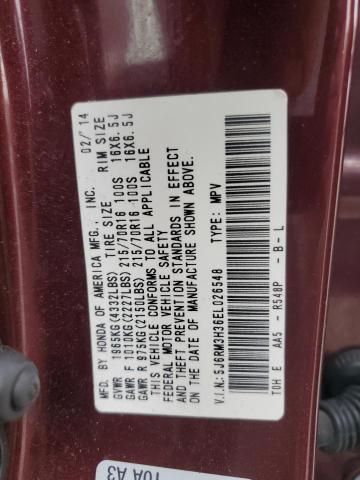 MFD. BY HONDA OF AMERICA MFG., INC. 02/ 14
GVWR 1965KG(4332LBS) TIRE SIZE RIM SIZE
GAWR F 1010KG(2227LBS) 215/70R16 100S 16X6.5J
GAWR R 975KG(2150LBS) 215/70R16 100S 16X6.5J
THIS VEHICLE CONFORMS TO ALL APPLICABLE
FEDERAL MOTOR VEHICLE SAFETY
AND THEFT PREVENTION STANDARDS IN EFFECT ON THE
DATE OF MANUFACTURE SHOWN ABOVE.
V.I.N: 5J6RM3H36EL026548 TYPE: MPV
TOH E AA5 - R548P - B - L
TOA A3